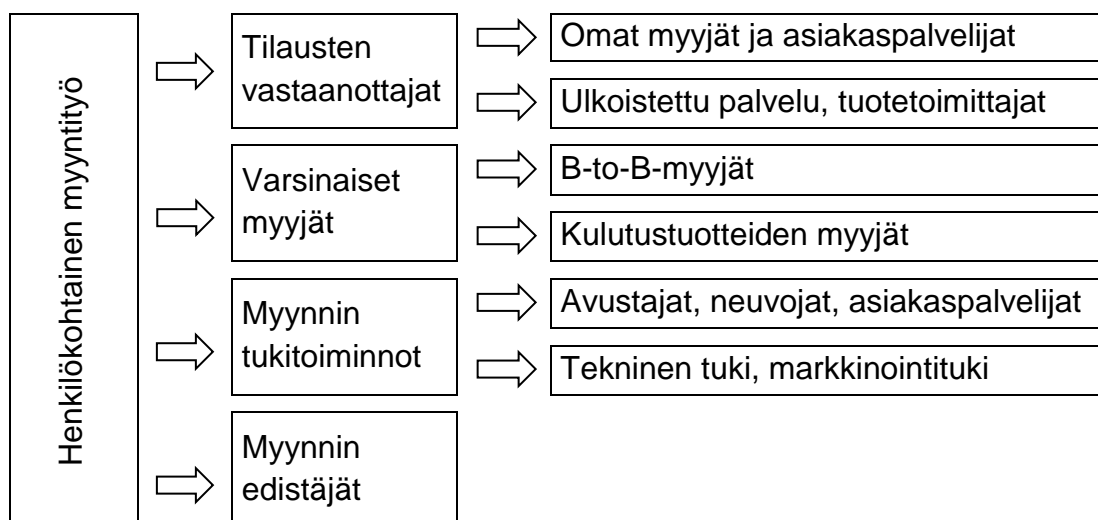 Henkilökohtainen myyntityö
Tilausten
vastaanottajat
Omat myyjät ja asiakaspalvelijat
Ulkoistettu palvelu, tuotetoimittajat
Varsinaiset
myyjät
B-to-B-myyjät
Kulutustuotteiden myyjät
Myynnin
tukitoiminnot
Avustajat, neuvojat, asiakaspalvelijat
Tekninen tuki, markkinointituki
Myynnin
edistäjät